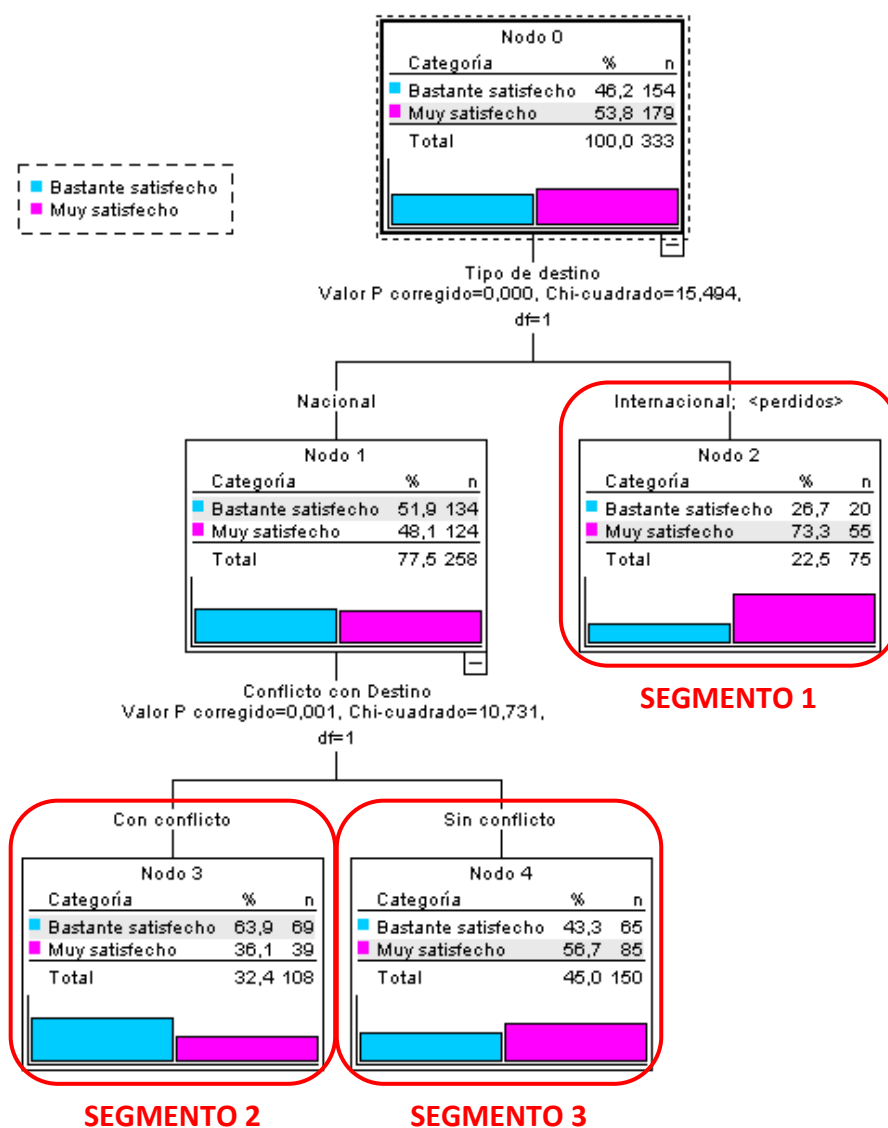 Nodo 0
Categoría % n
Bastante satisfecho 46,2 154
Muy satisfecho 53,8 179
Total 100,0 333
Bastante satisfecho
Muy satisfecho
Tipo de destino
Valor P corregido=0,000, Chi-cuadrado=15,494,
df=1
Nacional
Internacional; <perdidos>
Nodo 1
Categoría % n
Bastante satisfecho 51,9 134
Muy satisfecho 48,1 124
Total 77,5 258
Nodo 2
Categoría % n
Bastante satisfecho 26,7 20
Muy satisfecho 73,3 55
Total 22,5 75
SEGMENTO 1
Conflicto con Destino
Valor P corregido=0,001, Chi-cuadrado=10,731,
df=1
Con conflicto
Sin conflicto
Nodo 3
Categoría % n
Bastante satisfecho 63,9 69
Muy satisfecho 36,1 39
Total 32,4 108
Nodo 4
Categoría % n
Bastante satisfecho 43,3 65
Muy satisfecho 56,7 85
Total 45,0 150
SEGMENTO 2
SEGMENTO 3